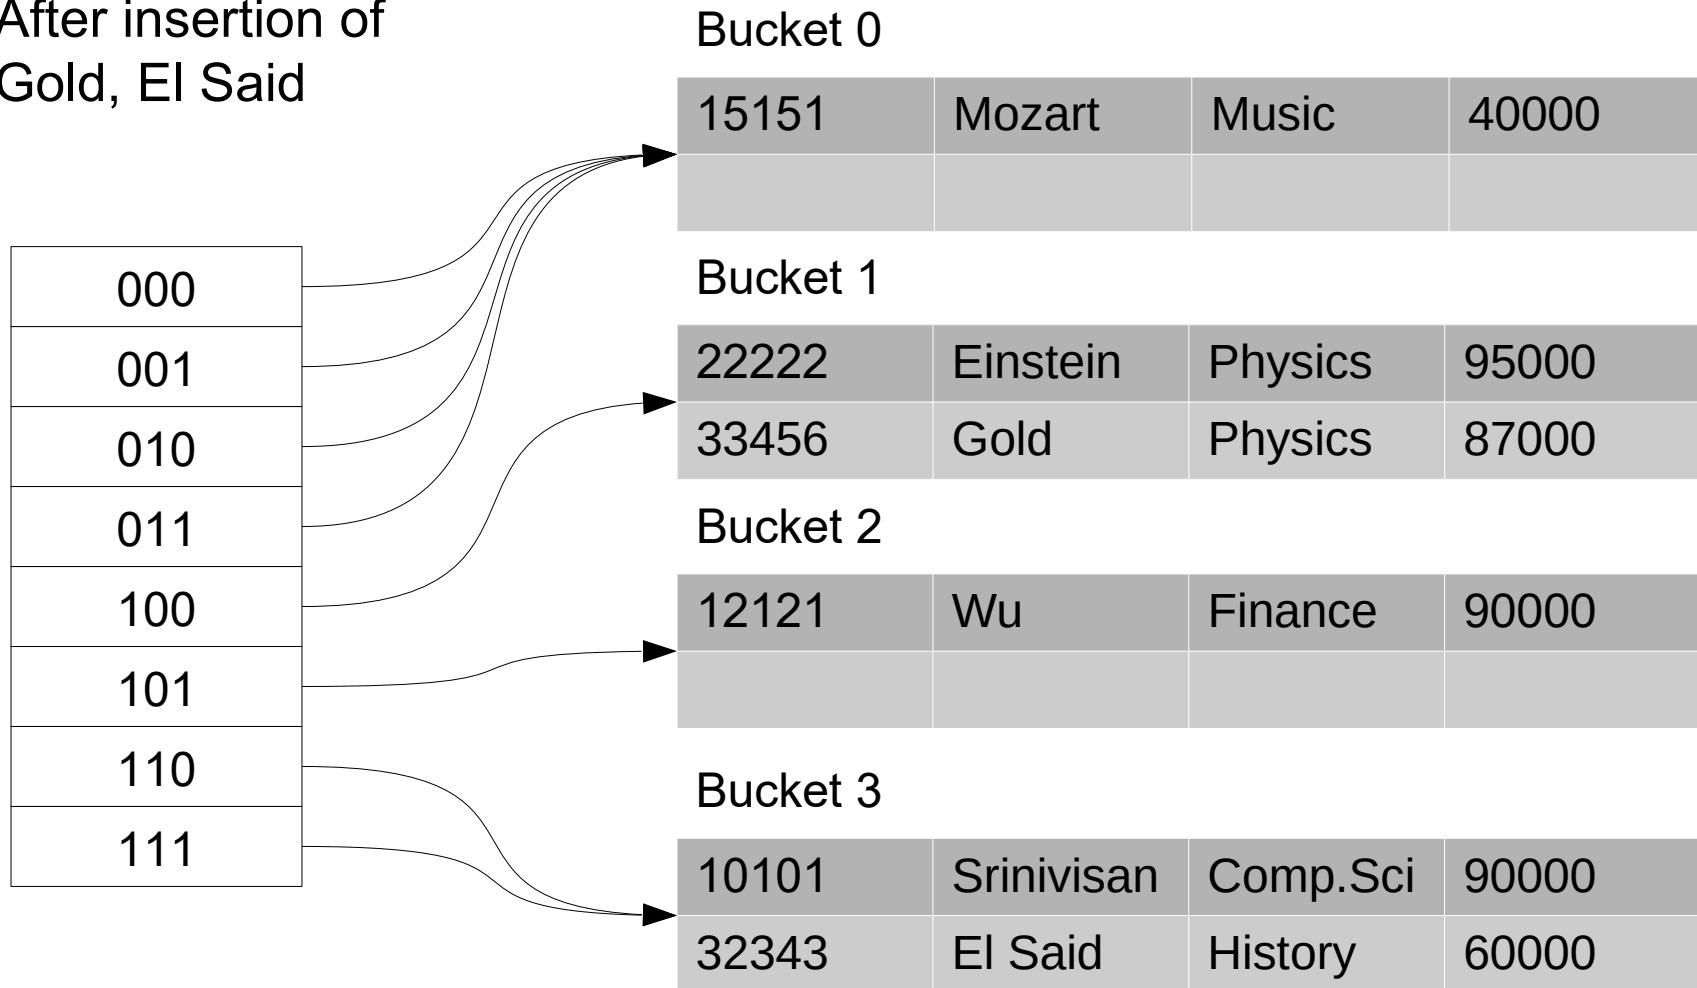 After insertion of
Gold, El Said
000
001
010
011
100
101
110
111
Bucket 0
15151 Mozart Music 40000
Bucket 1
22222 Einstein Physics 95000
33456 Gold Physics 87000
Bucket 2
12121 Wu Finance 90000
Bucket 3
10101 Srinivisan Comp.Sci 90000
32343 El Said History 60000